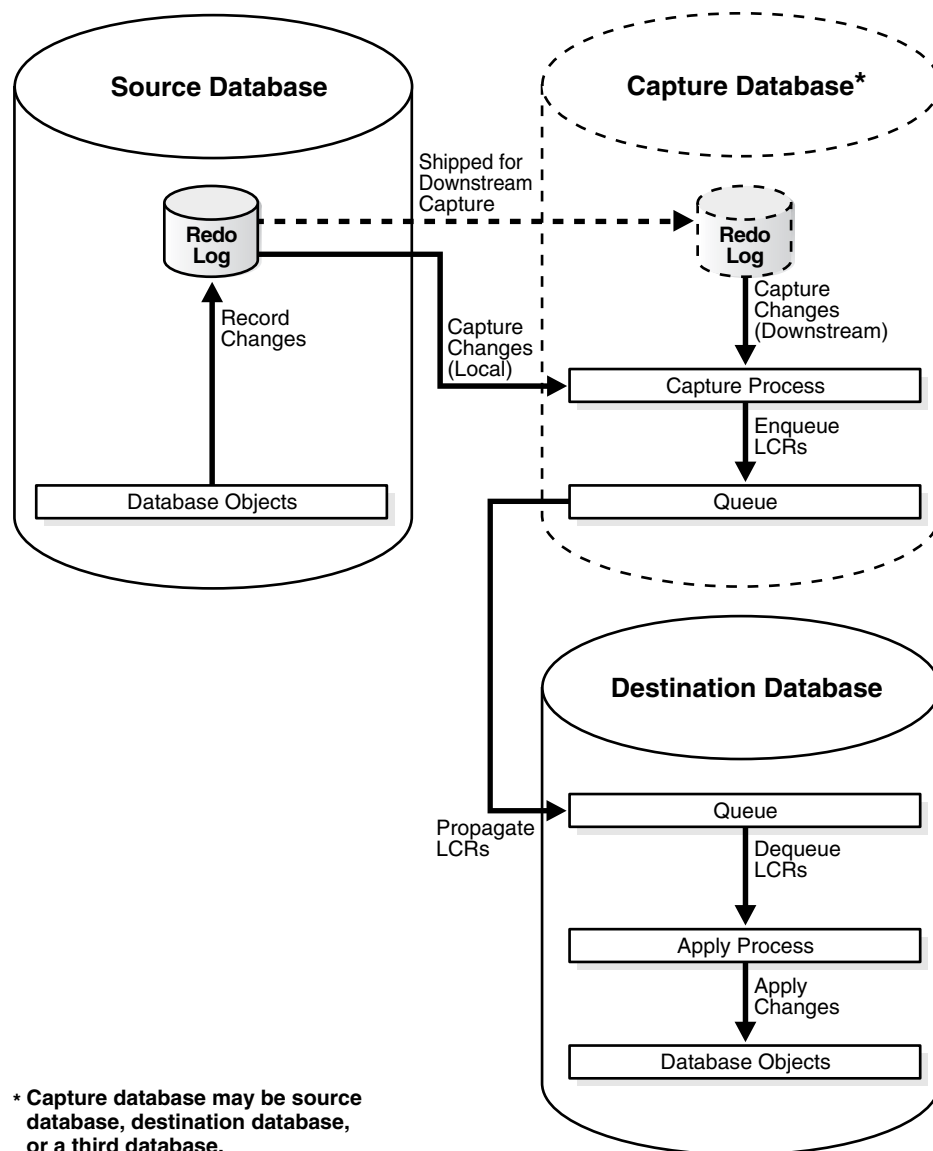 Source Database
Capture Database*
Shipped for
Downstream
Capture
Redo
Log
Redo
Log
Record
Changes
Capture
Changes
(Local)
Capture
Changes
(Downstream)
Capture Process
Enqueue
LCRs
Database Objects
Queue
Destination Database
Queue
Propagate
LCRs
Dequeue
LCRs
Apply Process
Apply
Changes
Database Objects
* Capture database may be source
database, destination database,
or a third database.